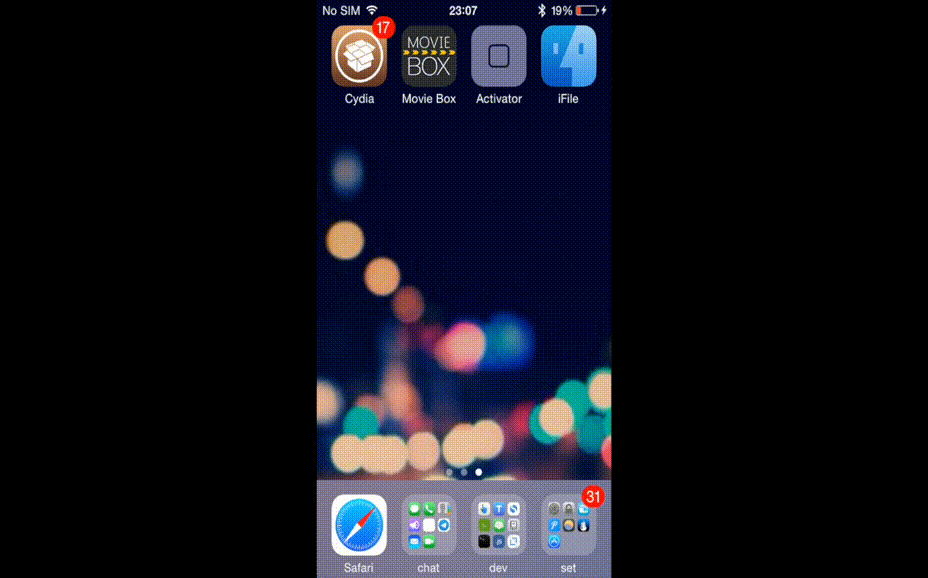 No SIM 23:07 19%
17
MOVIE
BOX
Cydia Movie Box Activator iFile
31
Safari chat dev set